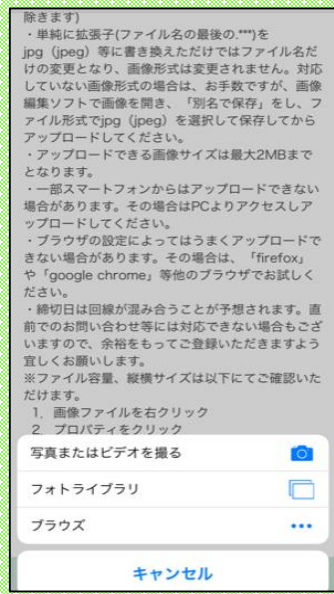 除きます)
・単純に拡張子(ファイル名の最後の.***)を
jpg（jpeg）等に書き換えただけではファイル名だ
けの変更となり、画像形式は変更されません。対応
していない画像形式の場合は、お手数ですが、画像
編集ソフトで画像を開き、「別名で保存」をし、フ
ァイル形式でjpg（jpeg）を選択して保存してから
アップロードしてください。
・アップロードできる画像サイズは最大2MBまで
となります。
・一部スマートフォンからはアップロードできない
場合があります。その場合はPCよりアクセスしア
ップロードしてください。
・ブラウザの設定によってはうまくアップロードで
きない場合があります。その場合は、「firefox」
や「google chrome」等他のブラウザでお試しく
ださい。
・締切日は回線が混み合うことが予想されます。直
前でのお問い合わせ等には対応できない場合もござ
いますので、余裕をもってご登録いただきますよう
宜しくお願いします。
※ファイル容量、縦横サイズは以下にてご確認いた
だけます。
1．画像ファイルを右クリック
2．プロパティをクリック
写真またはビデオを撮る
フォトライブラリ
ブラウズ
キャンセル